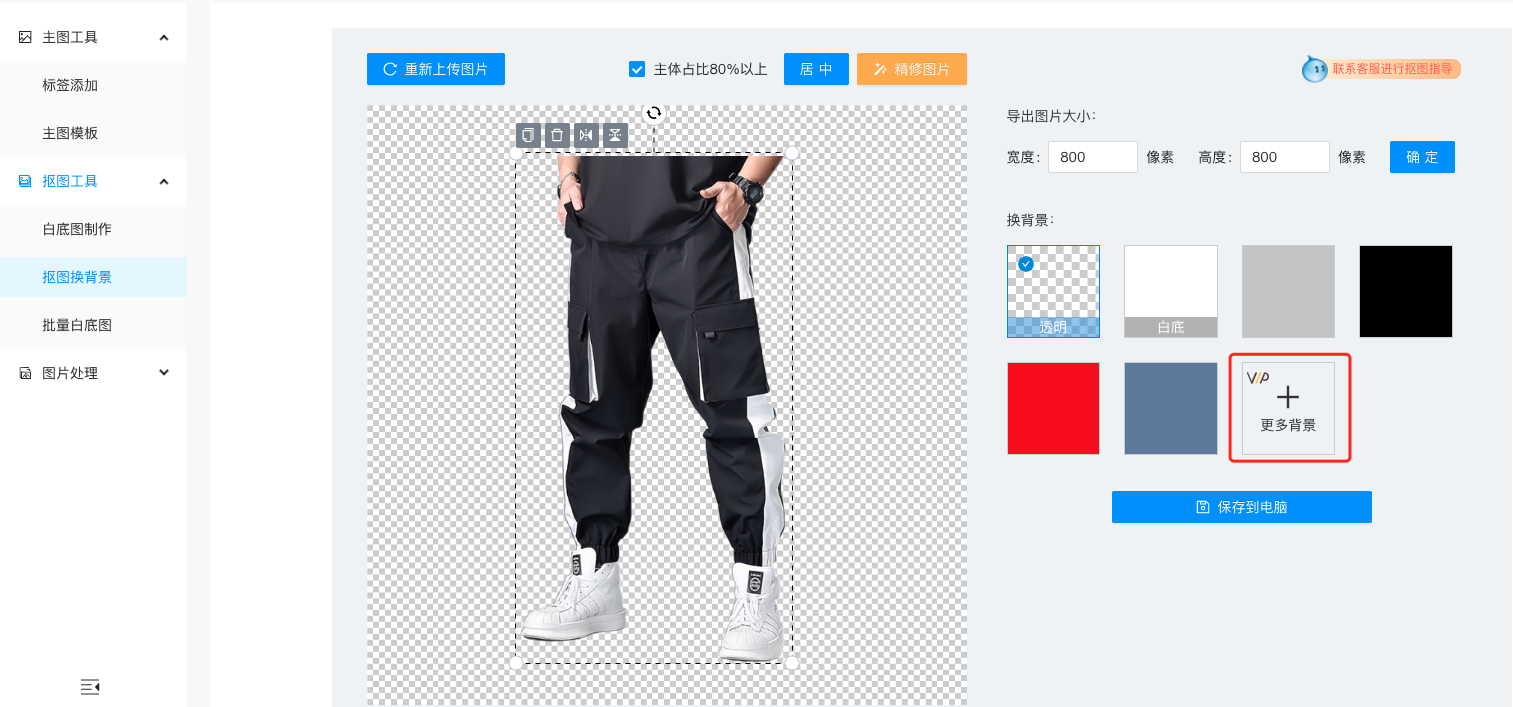 主图工具
标签添加
主图模板
抠图工具
白底图制作
抠图换背景
批量白底图
图片处理
重新上传图片
主体占比80%以上
居 中
精修图片
联系客服进行抠图指导
导出图片大小：
宽度： 800 像素 高度： 800 像素 确 定
换背景：
透明
白底
VIP
更多背景
保存到电脑